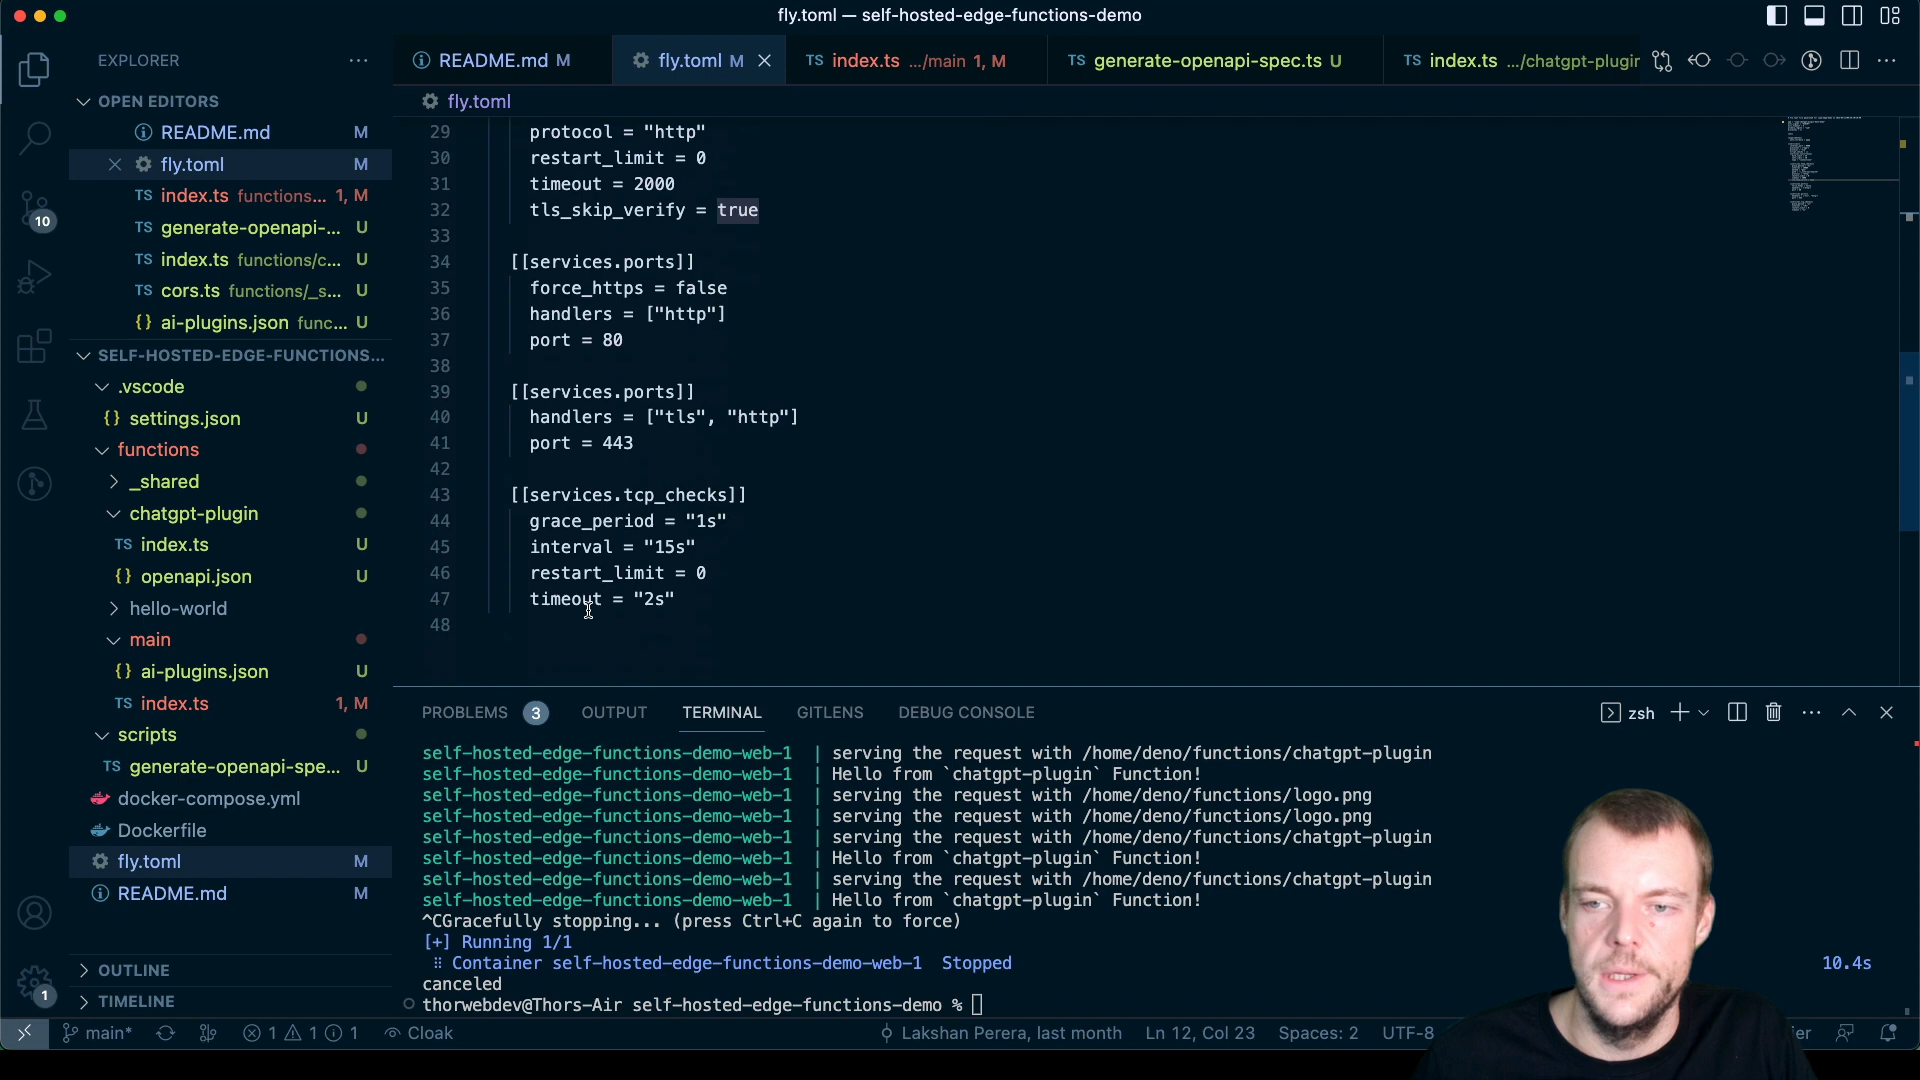 fly.toml — self-hosted-edge-functions-demo
EXPLORER
OPEN EDITORS
README.md M
fly.toml M
TS index.ts functions... 1, M
TS generate-openapi-... U
TS index.ts functions/c... U
TS cors.ts functions/_s... U
{} ai-plugins.json func... U
SELF-HOSTED-EDGE-FUNCTIONS...
.vscode
{} settings.json U
functions
_shared
chatgpt-plugin
TS index.ts U
{} openapi.json U
hello-world
main
{} ai-plugins.json U
TS index.ts 1, M
scripts
TS generate-openapi-spe... U
docker-compose.yml
Dockerfile
fly.toml M
README.md M
OUTLINE
TIMELINE
10
1
README.md M
fly.toml M
TS index.ts .../main 1, M
TS generate-openapi-spec.ts U
TS index.ts .../chatgpt-plugin
fly.toml
29 protocol = "http"
30 restart_limit = 0
31 timeout = 2000
32 tls_skip_verify = true
33
34 [[services.ports]]
35 force_https = false
36 handlers = ["http"]
37 port = 80
38
39 [[services.ports]]
40 handlers = ["tls", "http"]
41 port = 443
42
43 [[services.tcp_checks]]
44 grace_period = "1s"
45 interval = "15s"
46 restart_limit = 0
47 timeout = "2s"
48
PROBLEMS 3 OUTPUT TERMINAL GITLENS DEBUG CONSOLE zsh
self-hosted-edge-functions-demo-web-1 | serving the request with /home/deno/functions/chatgpt-plugin
self-hosted-edge-functions-demo-web-1 | Hello from `chatgpt-plugin` Function!
self-hosted-edge-functions-demo-web-1 | serving the request with /home/deno/functions/logo.png
self-hosted-edge-functions-demo-web-1 | serving the request with /home/deno/functions/logo.png
self-hosted-edge-functions-demo-web-1 | serving the request with /home/deno/functions/chatgpt-plugin
self-hosted-edge-functions-demo-web-1 | Hello from `chatgpt-plugin` Function!
self-hosted-edge-functions-demo-web-1 | serving the request with /home/deno/functions/chatgpt-plugin
self-hosted-edge-functions-demo-web-1 | Hello from `chatgpt-plugin` Function!
^CGracefully stopping... (press Ctrl+C again to force)
[+] Running 1/1
⠿ Container self-hosted-edge-functions-demo-web-1 Stopped 10.4s
canceled
thorwebdev@Thors-Air self-hosted-edge-functions-demo %
main* 1 1 1 Cloak Lakshan Perera, last month Ln 12, Col 23 Spaces: 2 UTF-8